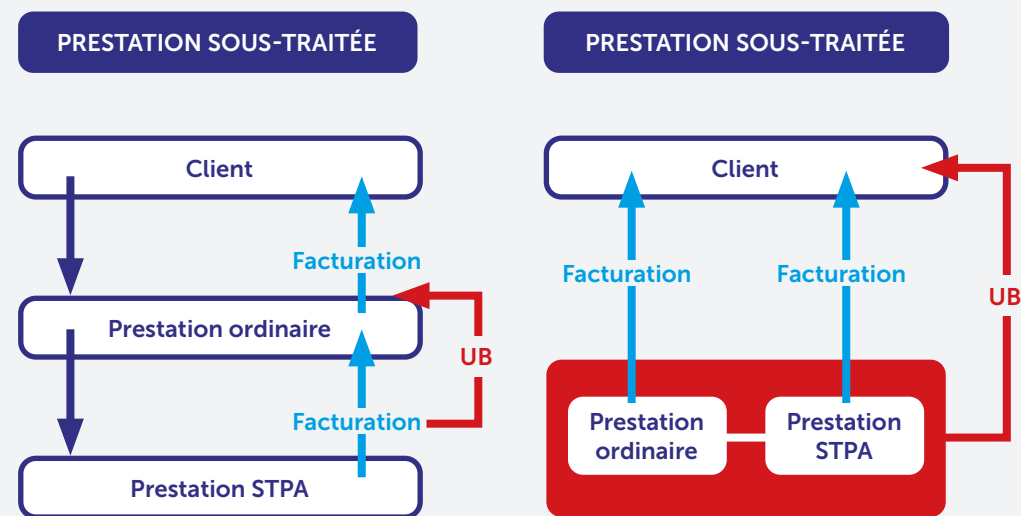 PRESTATION SOUS-TRAITÉE
Client
Facturation
Prestation ordinaire
UB
Facturation
Prestation STPA
PRESTATION SOUS-TRAITÉE
Client
Facturation
Facturation
UB
Prestation
ordinaire
Prestation
STPA